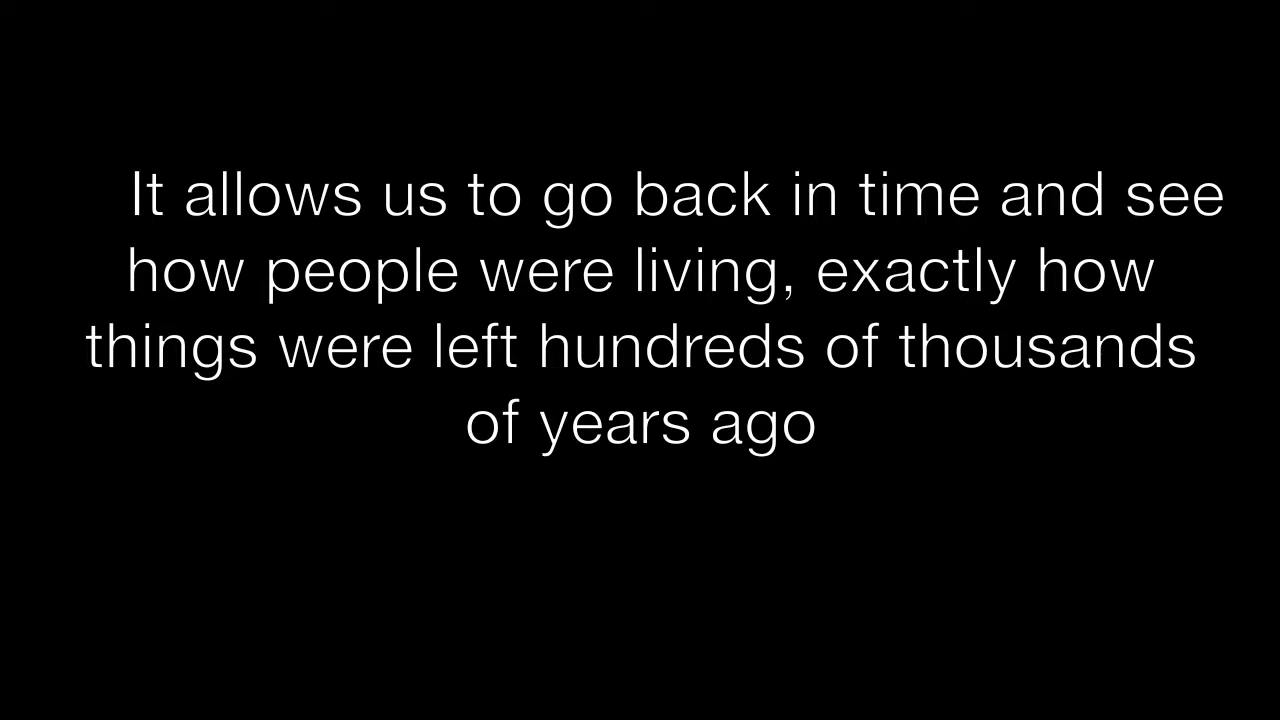 It allows us to go back in time and see
how people were living, exactly how
things were left hundreds of thousands
of years ago